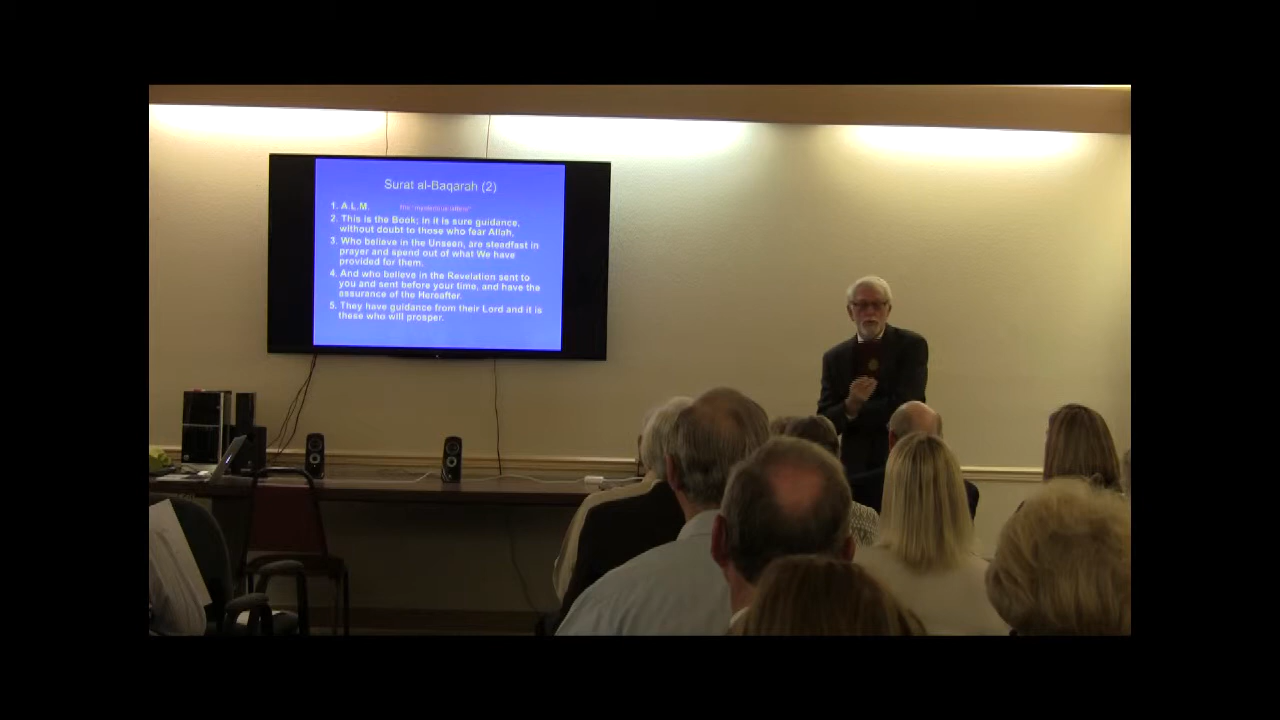 Surat al-Baqarah (2)
1. A.L.M. The "mysterious letters"
2. This is the Book; in it is sure guidance,
without doubt to those who fear Allah.
3. Who believe in the Unseen, are steadfast in
prayer and spend out of what We have
provided for them.
4. And who believe in the Revelation sent to
you and sent before your time, and have the
assurance of the Hereafter.
5. They have guidance from their Lord and it is
these who will prosper.